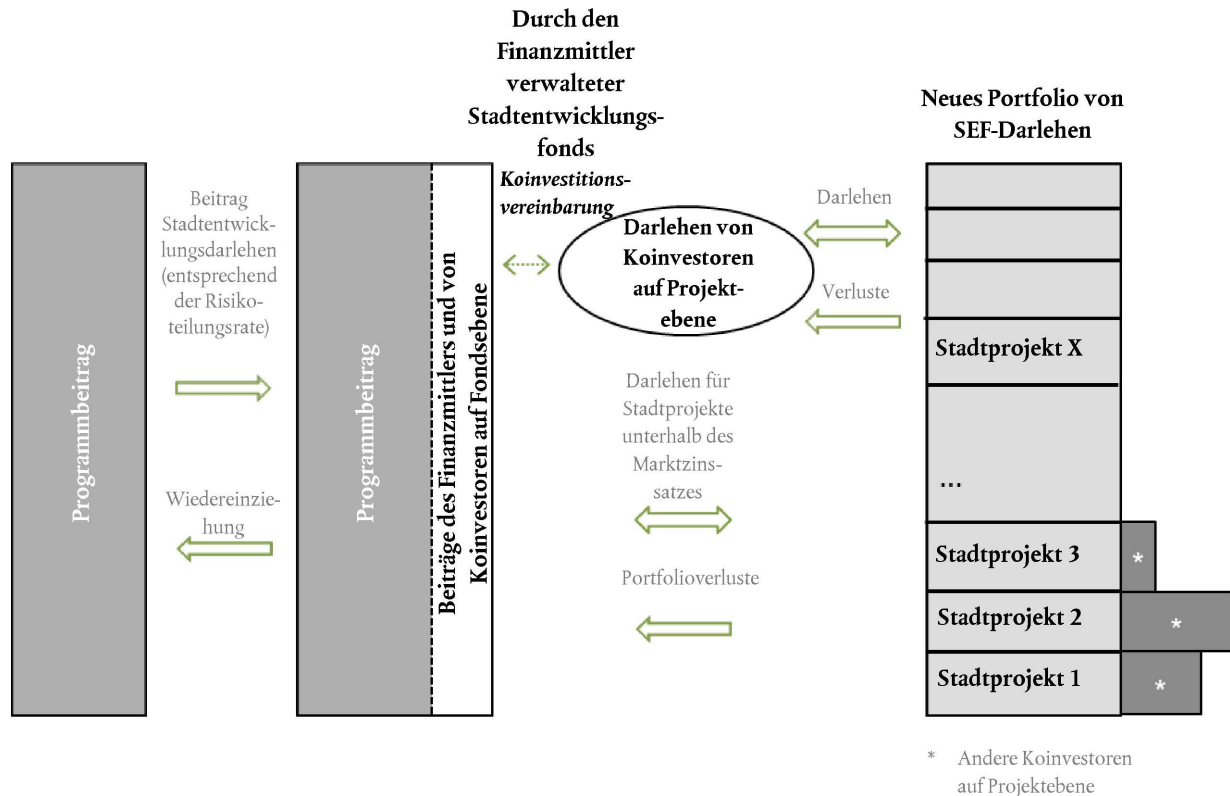 Durch den
Finanzmittler
verwalteter
Stadtentwicklungs-
fonds
Koinvestitions-
vereinbarung
Neues Portfolio von
SEF-Darlehen
Programmbeitrag
Beitrag
Stadtentwick-
lungsdarlehen
(entsprechend
der Risiko-
teilungsrate)
Wiedereinzie-
hung
Programmbeitrag
Beiträge des Finanzmittlers und von
Koinvestoren auf Fondsebene
Darlehen von
Koinvestoren
auf Projekt-
ebene
Darlehen
Verluste
Darlehen für
Stadtprojekte
unterhalb des
Marktzins-
satzes
Portfolioverluste
Stadtprojekt X
...
Stadtprojekt 3
*
Stadtprojekt 2
*
Stadtprojekt 1
*
* Andere Koinvestoren
auf Projektebene